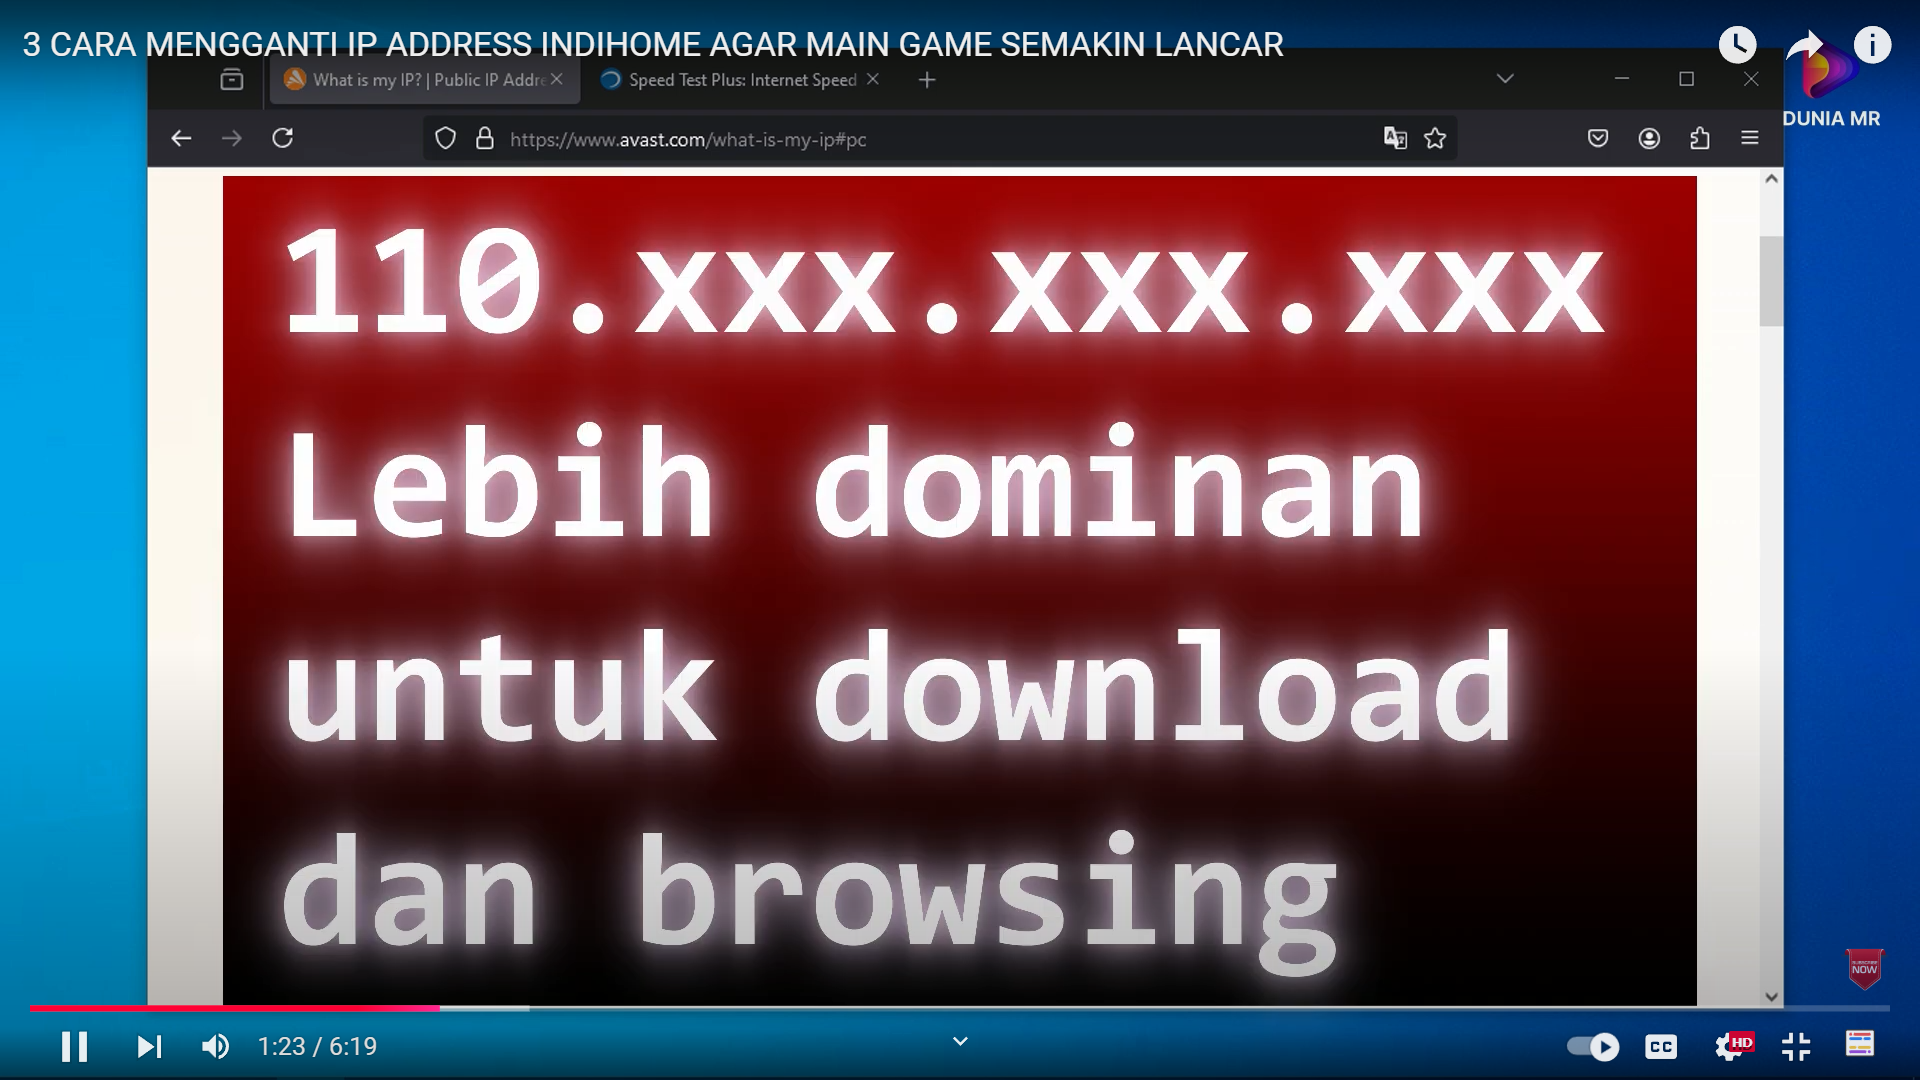 3 CARA MENGGANTI IP ADDRESS INDIHOME AGAR MAIN GAME SEMAKIN LANCAR
What is my IP? | Public IP Addre
Speed Test Plus: Internet Speed
DUNIA MR
https://www.avast.com/what-is-my-ip#pc
110.xxx.xxx.xxx
Lebih dominan
untuk download
dan browsing
SUBSCRIBE
NOW
1:23 / 6:19
CC
HD